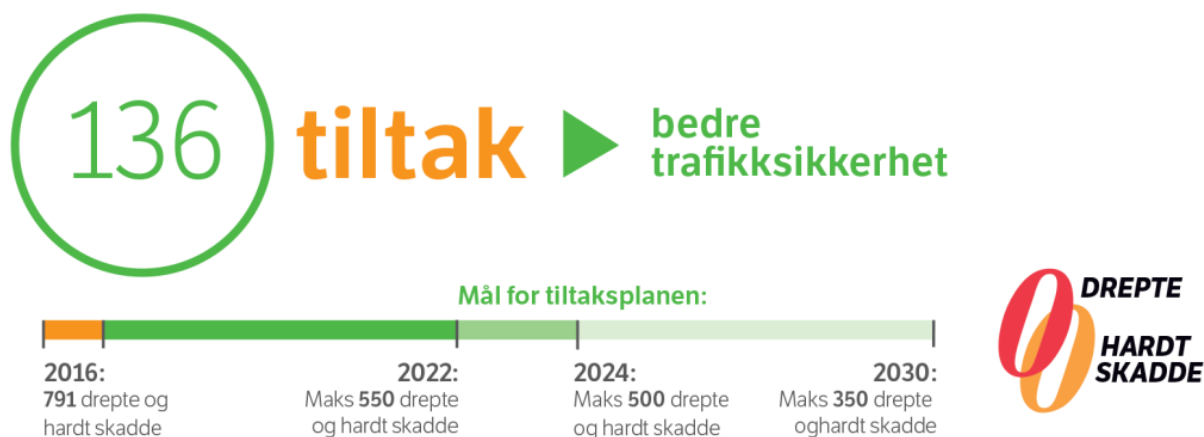 136 tiltak bedre
trafikksikkerhet
Mål for tiltaksplanen:
2016:
791 drepte og
hardt skadde
2022:
Maks 550 drepte
og hardt skadde
2024:
Maks 500 drepte
og hardt skadde
2030:
Maks 350 drepte
oghardt skadde
0 DREPTE
0 HARDT
SKADDE